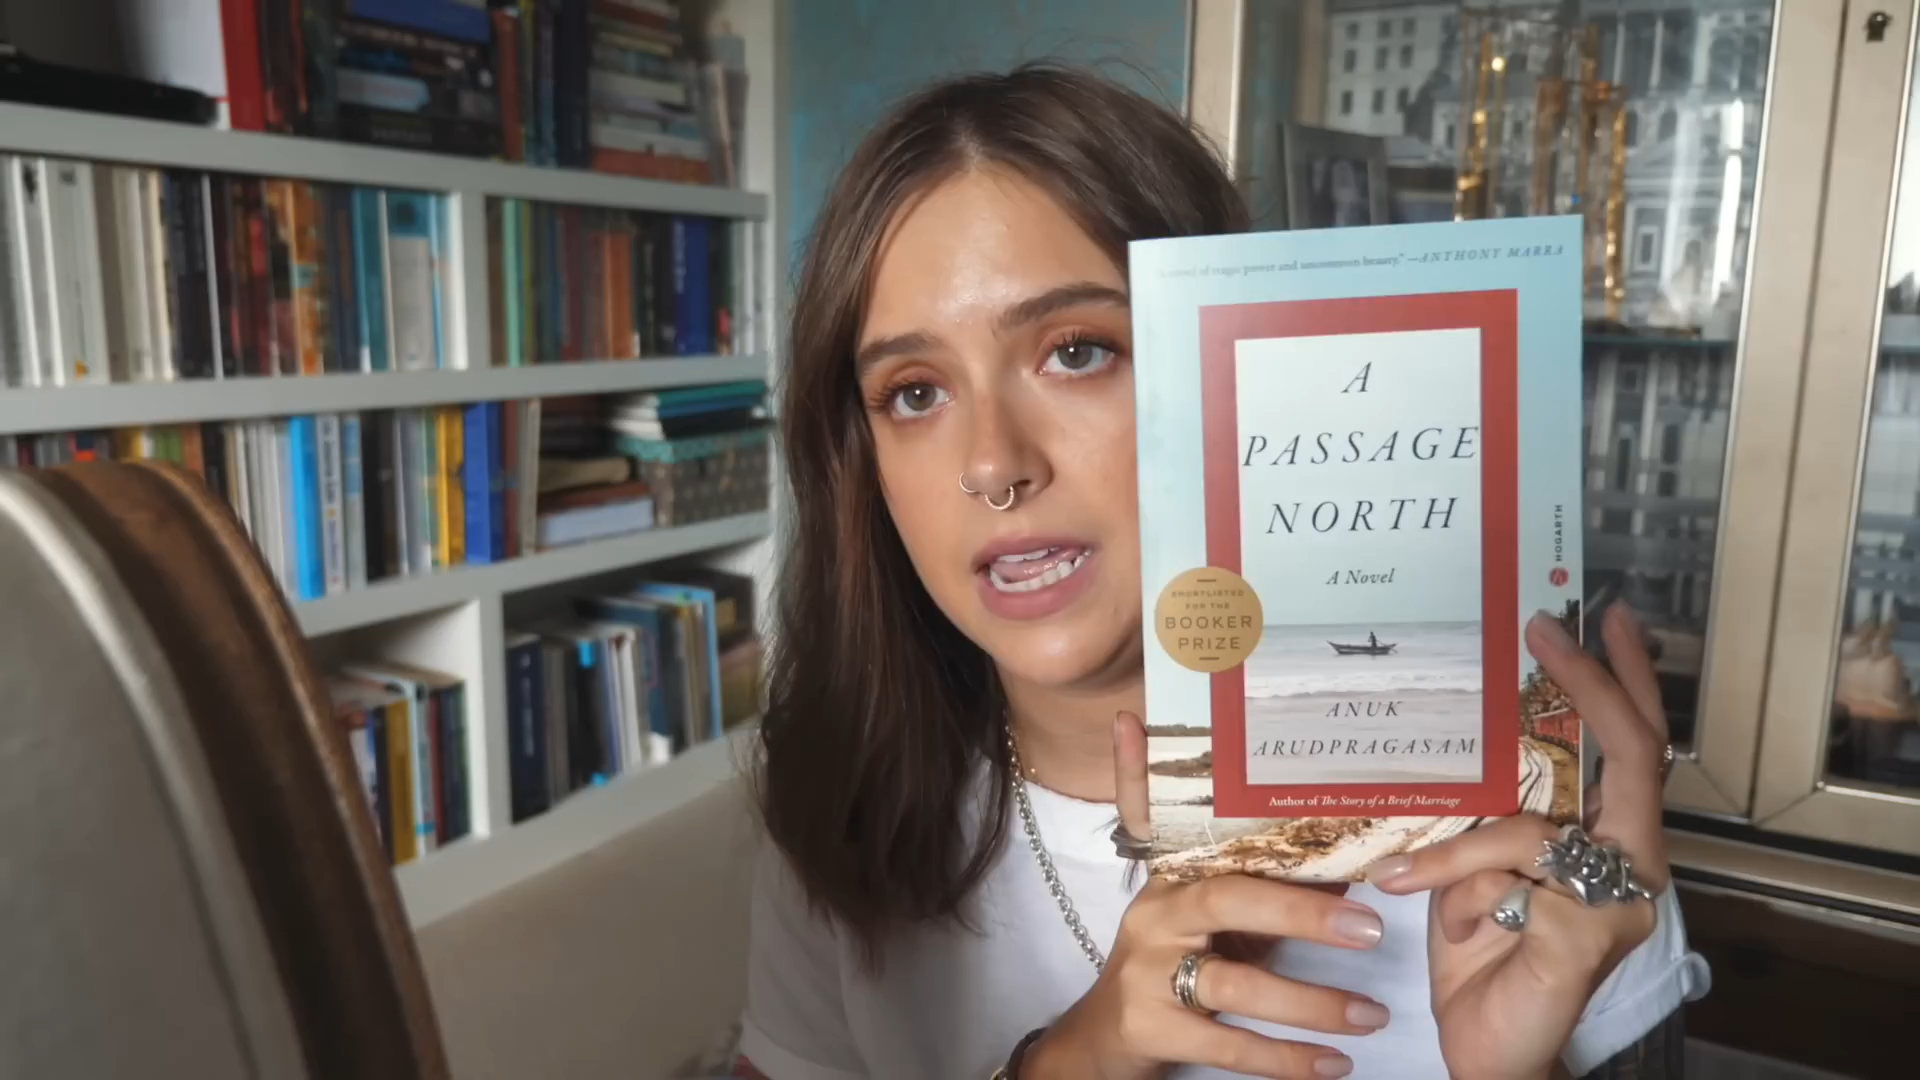 novel of tragic power and uncommon beauty." —ANTHONY MARRA
A
PASSAGE
NORTH
A Novel
HOGARTH
SHORTLISTED
FOR THE
BOOKER
PRIZE
ANUK
ARUDPRAGASAM
Author of The Story of a Brief Marriage